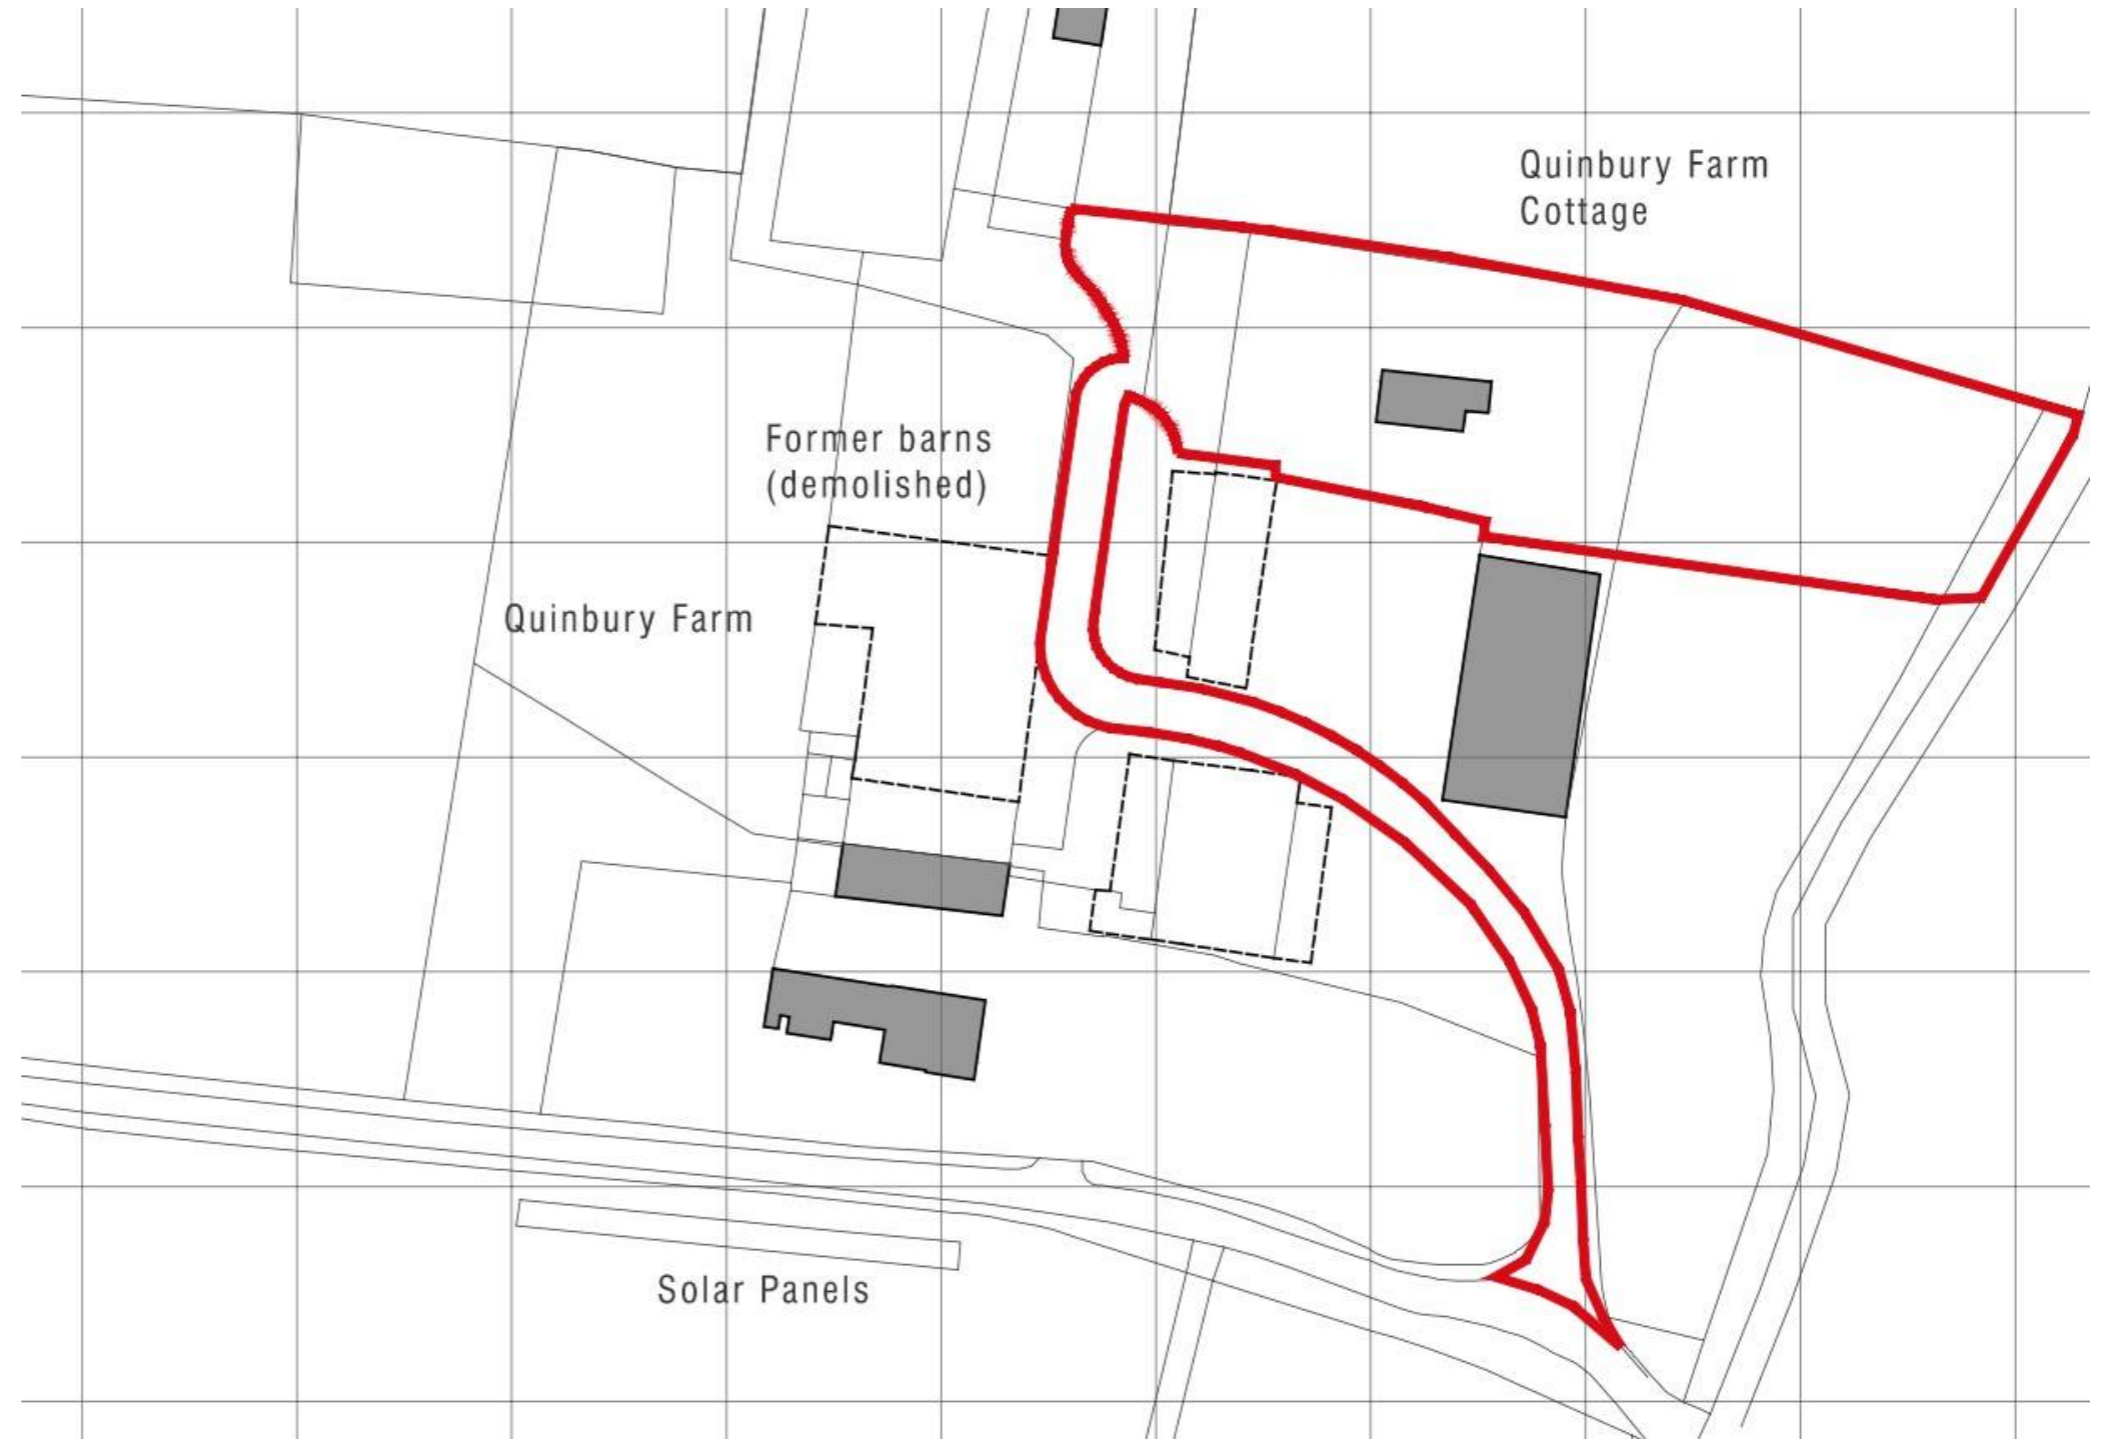 Quinbury Farm
Cottage
Former barns
(demolished)
Quinbury Farm
Solar Panels